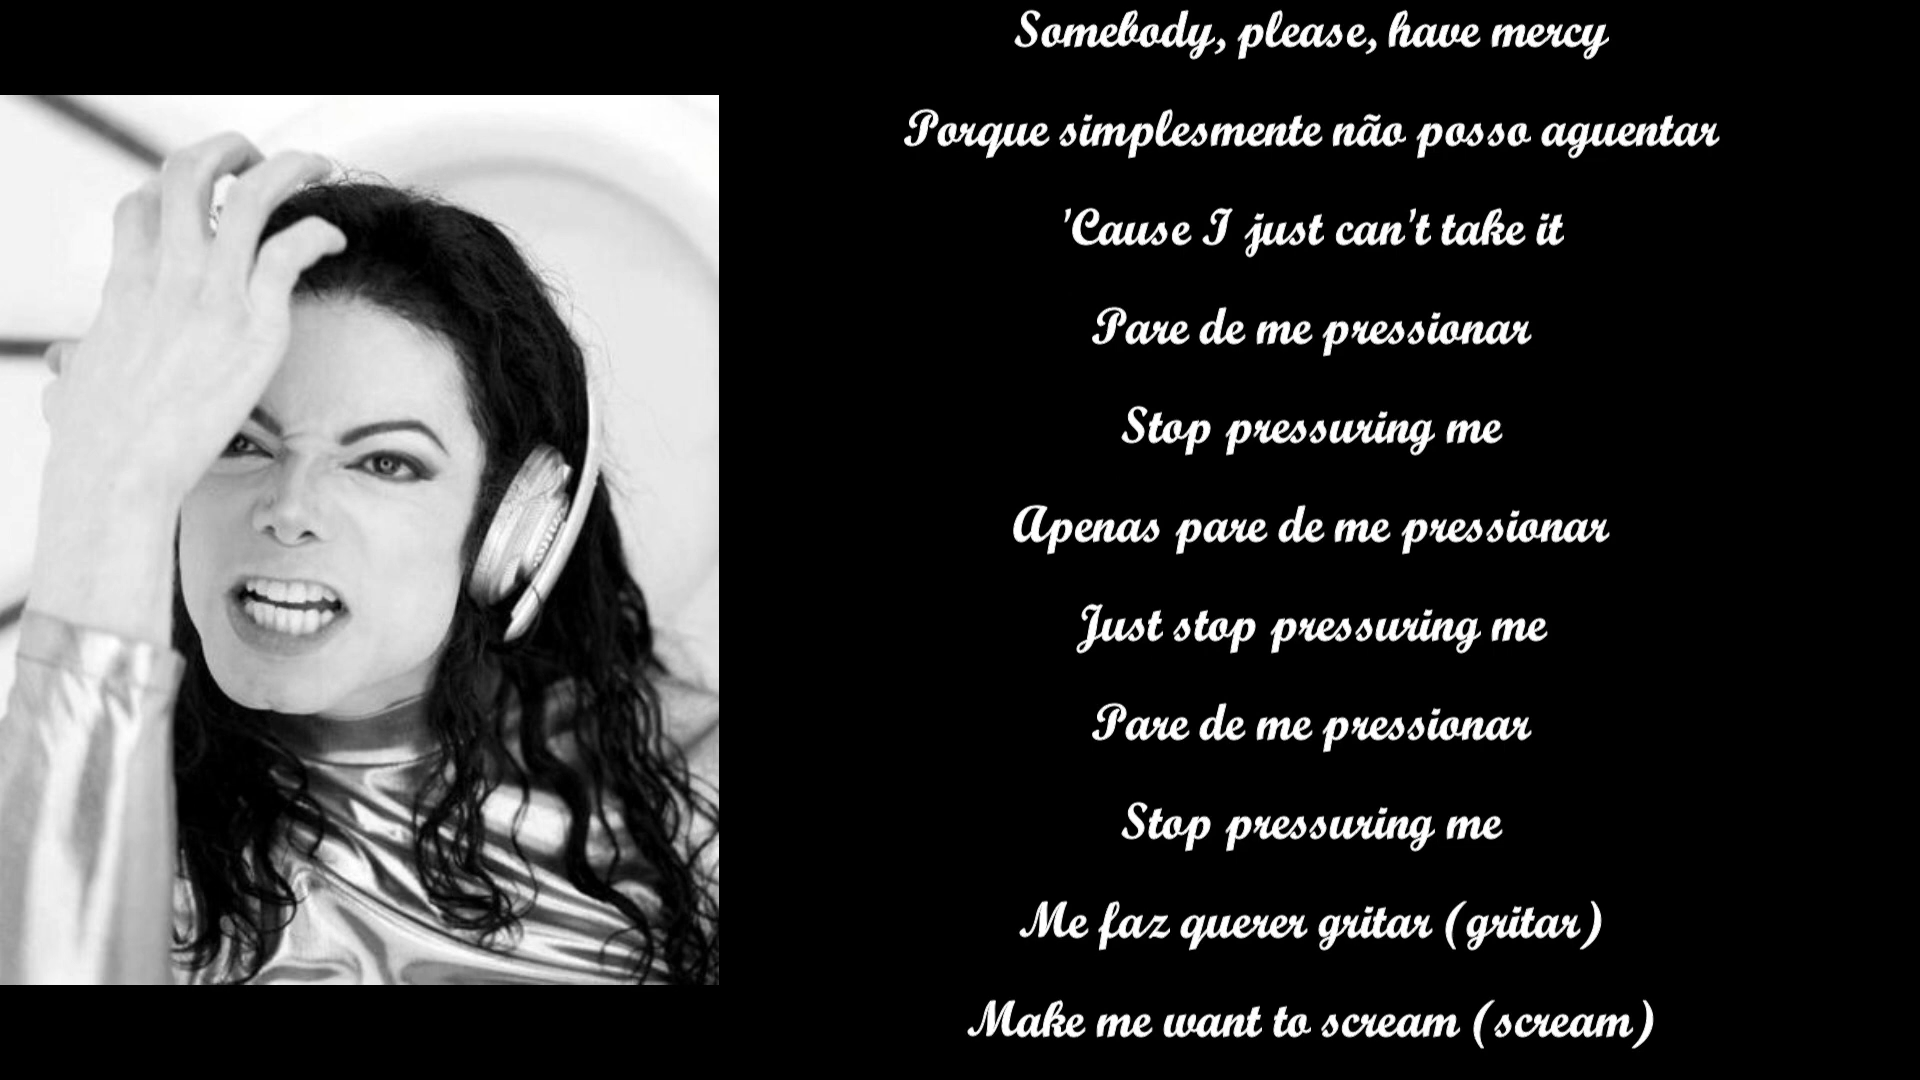 Somebody, please, have mercy
Porque simplesmente não posso aguentar
'Cause I just can't take it
Pare de me pressionar
Stop pressuring me
Apenas pare de me pressionar
Just stop pressuring me
Pare de me pressionar
Stop pressuring me
Me faz querer gritar (gritar)
Make me want to scream (scream)